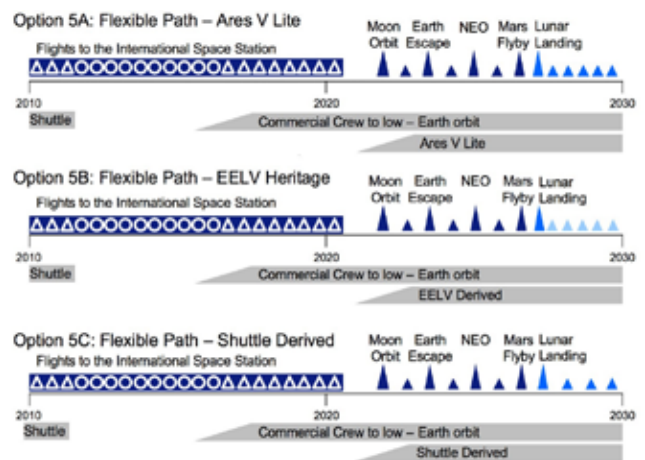 Option 5A: Flexible Path – Ares V Lite
Flights to the International Space Station
Moon Orbit
Earth Escape
NEO
Mars Flyby
Lunar Landing
2010
2020
2030
Shuttle
Commercial Crew to low – Earth orbit
Ares V Lite
Option 5B: Flexible Path – EELV Heritage
Flights to the International Space Station
Moon Orbit
Earth Escape
NEO
Mars Flyby
Lunar Landing
2010
2020
2030
Shuttle
Commercial Crew to low – Earth orbit
EELV Derived
Option 5C: Flexible Path – Shuttle Derived
Flights to the International Space Station
Moon Orbit
Earth Escape
NEO
Mars Flyby
Lunar Landing
2010
2020
2030
Shuttle
Commercial Crew to low – Earth orbit
Shuttle Derived